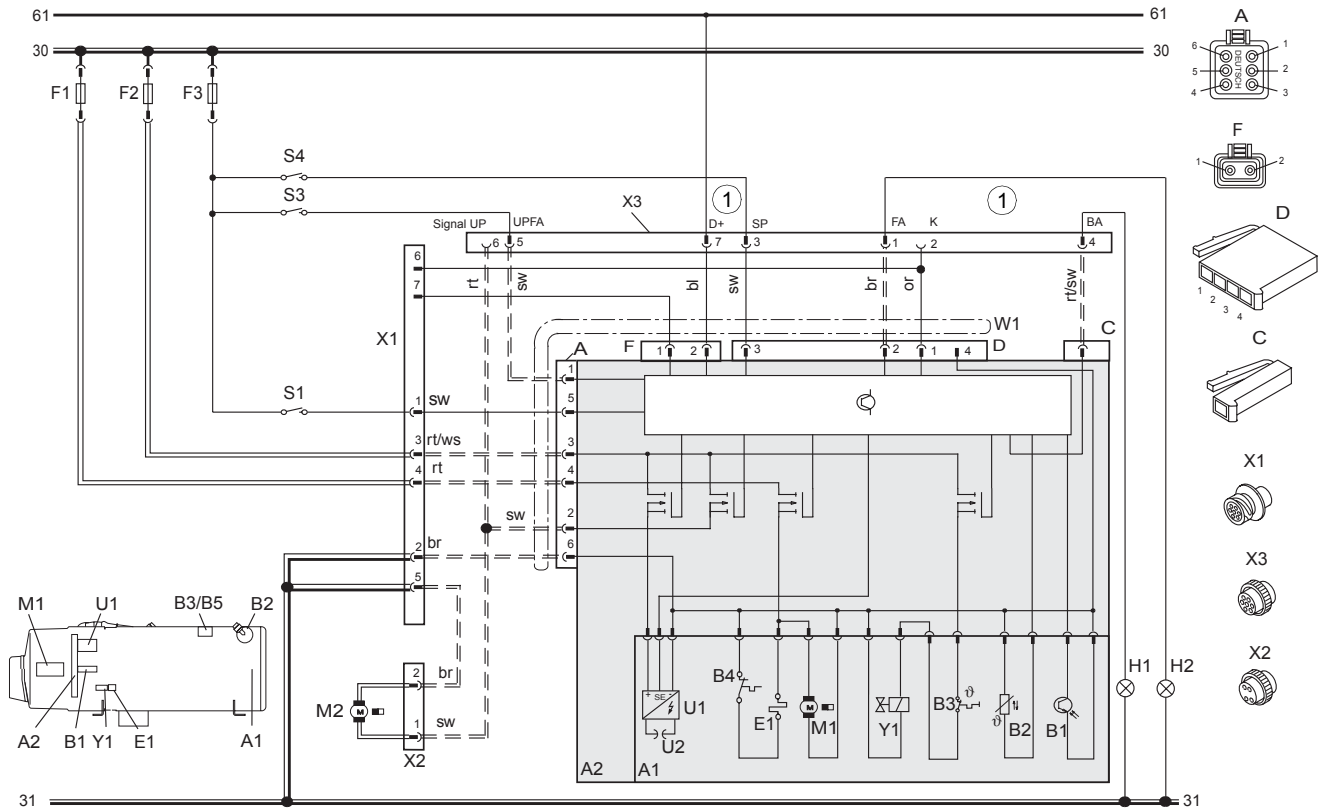 61 61 A
30 30
6 1
F1 F2 F3 5 DEUTSCH 2
4 3
F
S4 1 2
S3 X3 1 1 D
Signal UP UPFA D+ SP FA K BA
6 5 7 3 1 2 4
6
rt sw bl sw br or rt/sw
7
1 2 3 4
W1
X1 A F 1 2 3 2 1 4 D C C
1
S1 1 sw 5
3 rt/ws 3
4 rt 4
X1
sw 2
2 br 6
5
X3
M1 U1 B3/B5 B2
X2
2 br B4 H1 H2
+ SE - U1 ϑ
M2 M E1 M M1 Y1 B3 ϑ B2 B1
A2 B1 Y1 E1 A1 1 sw U2
X2 A2 A1
31 31